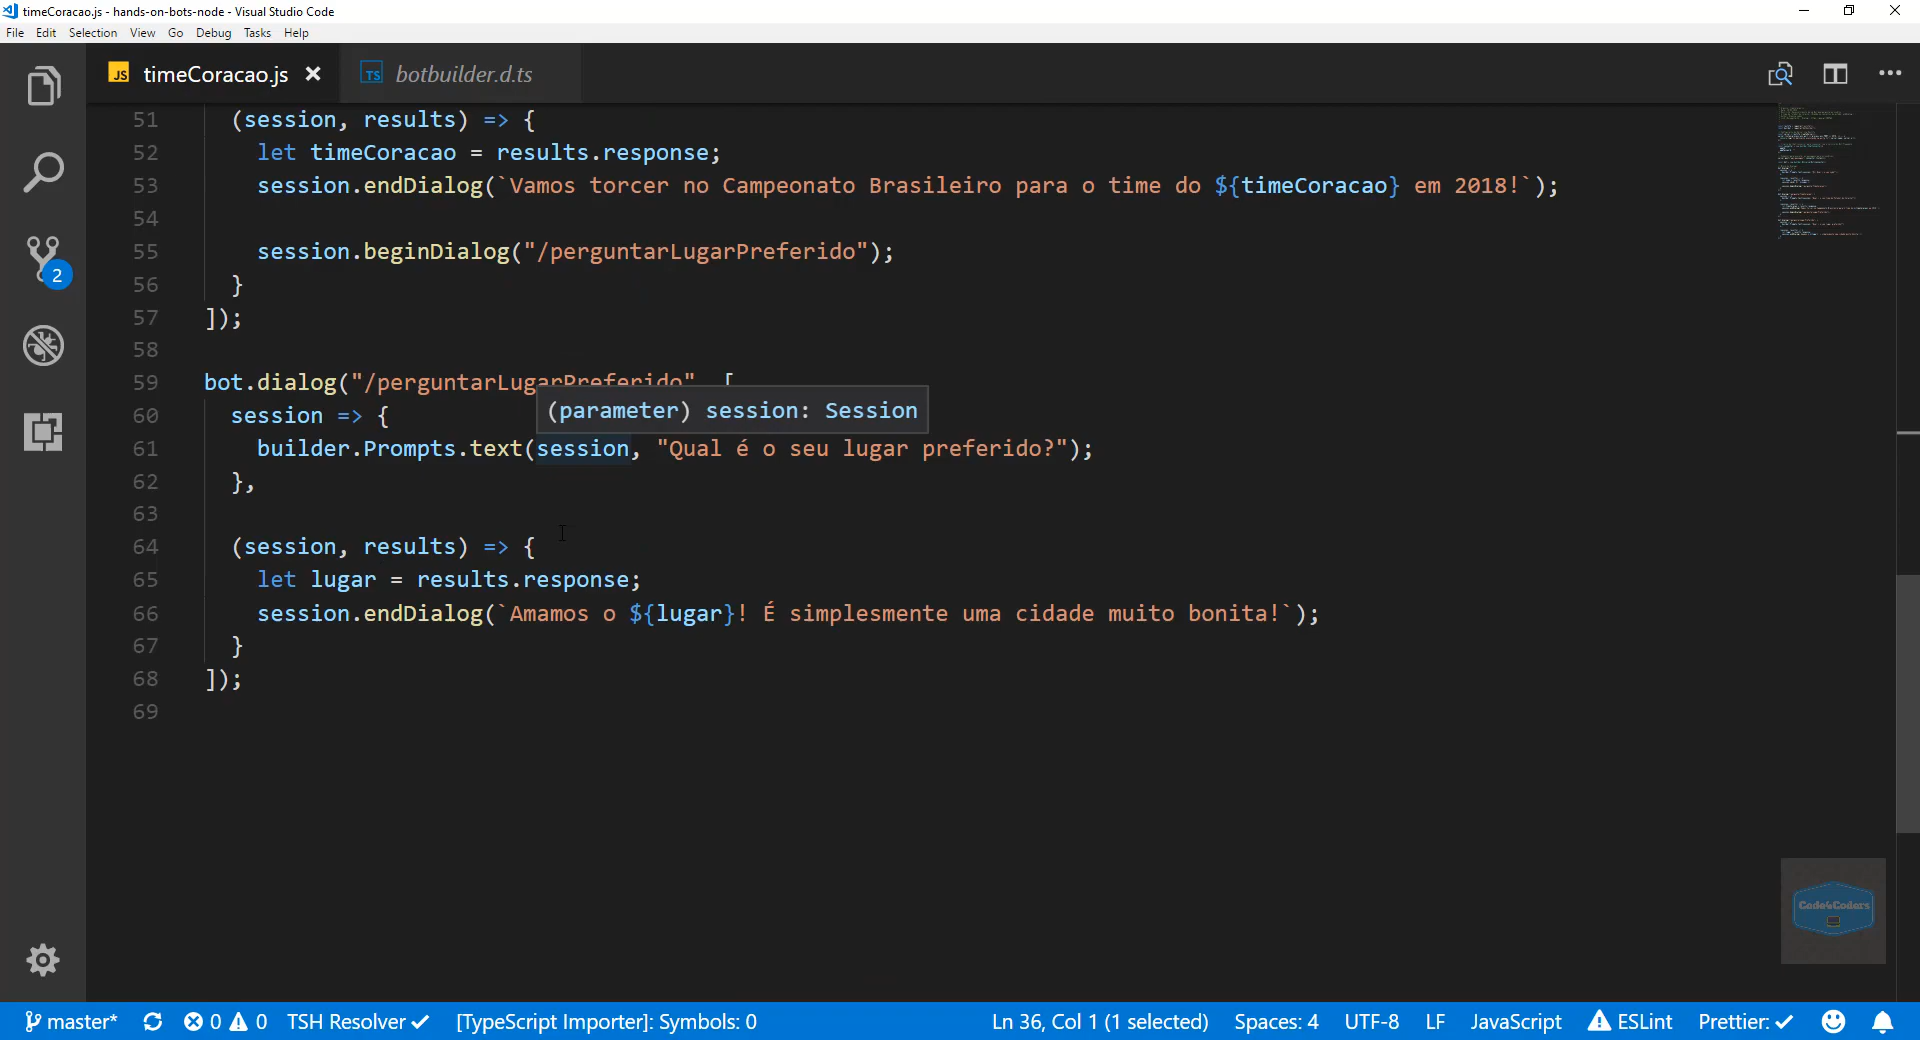 timeCoracao.js - hands-on-bots-node - Visual Studio Code
File Edit Selection View Go Debug Tasks Help
JS timeCoracao.js TS botbuilder.d.ts
51 (session, results) => {
52 let timeCoracao = results.response;
53 session.endDialog(`Vamos torcer no Campeonato Brasileiro para o time do ${timeCoracao} em 2018!`);
54
55 session.beginDialog("/perguntarLugarPreferido");
56 }
57 ]);
58
59 bot.dialog("/perguntarLugarPreferido", [
(parameter) session: Session
60 session => {
61 builder.Prompts.text(session, "Qual é o seu lugar preferido?");
62 },
63
64 (session, results) => {
65 let lugar = results.response;
66 session.endDialog(`Amamos o ${lugar}! É simplesmente uma cidade muito bonita!`);
67 }
68 ]);
69
2
Code4Coders
master* 0 0 TSH Resolver [TypeScript Importer]: Symbols: 0 Ln 36, Col 1 (1 selected) Spaces: 4 UTF-8 LF JavaScript ESLint Prettier: